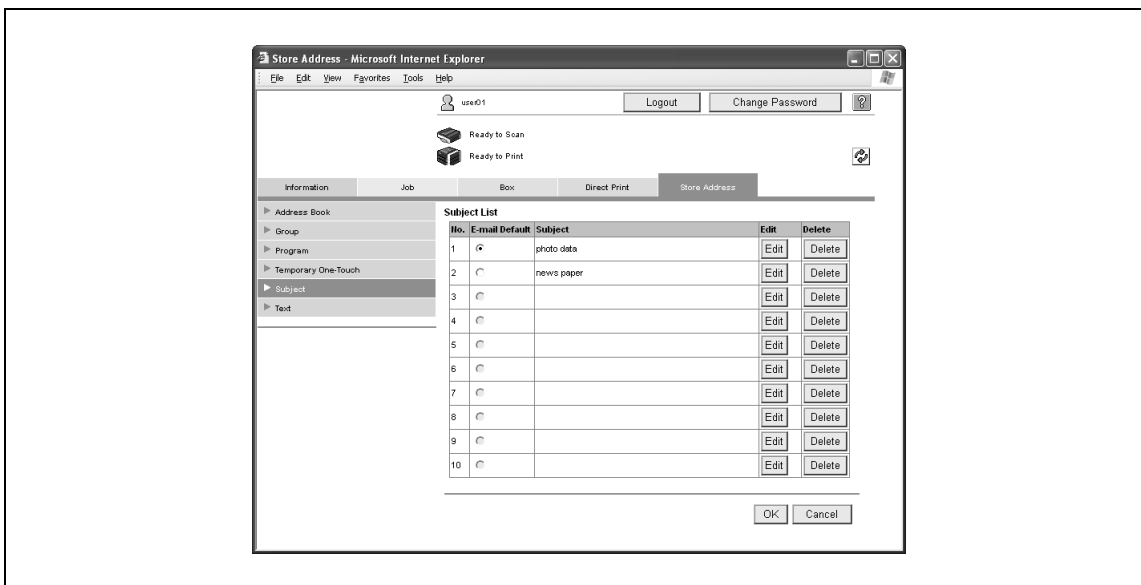 Store Address - Microsoft Internet Explorer
File Edit View Favorites Tools Help
user01 Logout Change Password ?
Ready to Scan
Ready to Print
Information Job Box Direct Print Store Address
Address Book
Group
Program
Temporary One-Touch
Subject
Text
Subject List
No. E-mail Default Subject Edit Delete
1 photo data Edit Delete
2 news paper Edit Delete
3 Edit Delete
4 Edit Delete
5 Edit Delete
6 Edit Delete
7 Edit Delete
8 Edit Delete
9 Edit Delete
10 Edit Delete
OK Cancel